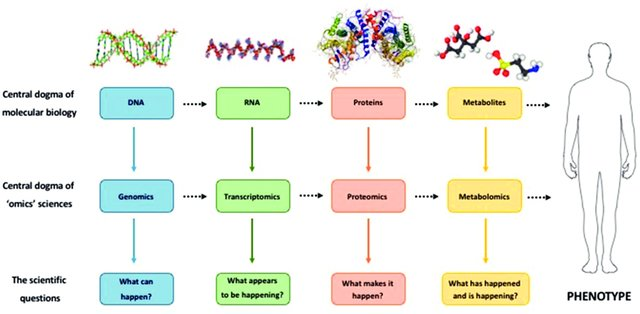 Central dogma of
molecular biology
DNA
RNA
Proteins
Metabolites
Central dogma of
'omics' sciences
Genomics
Transcriptomics
Proteomics
Metabolomics
The scientific
questions
What can
happen?
What appears
to be happening?
What makes it
happen?
What has happened
and is happening?
PHENOTYPE